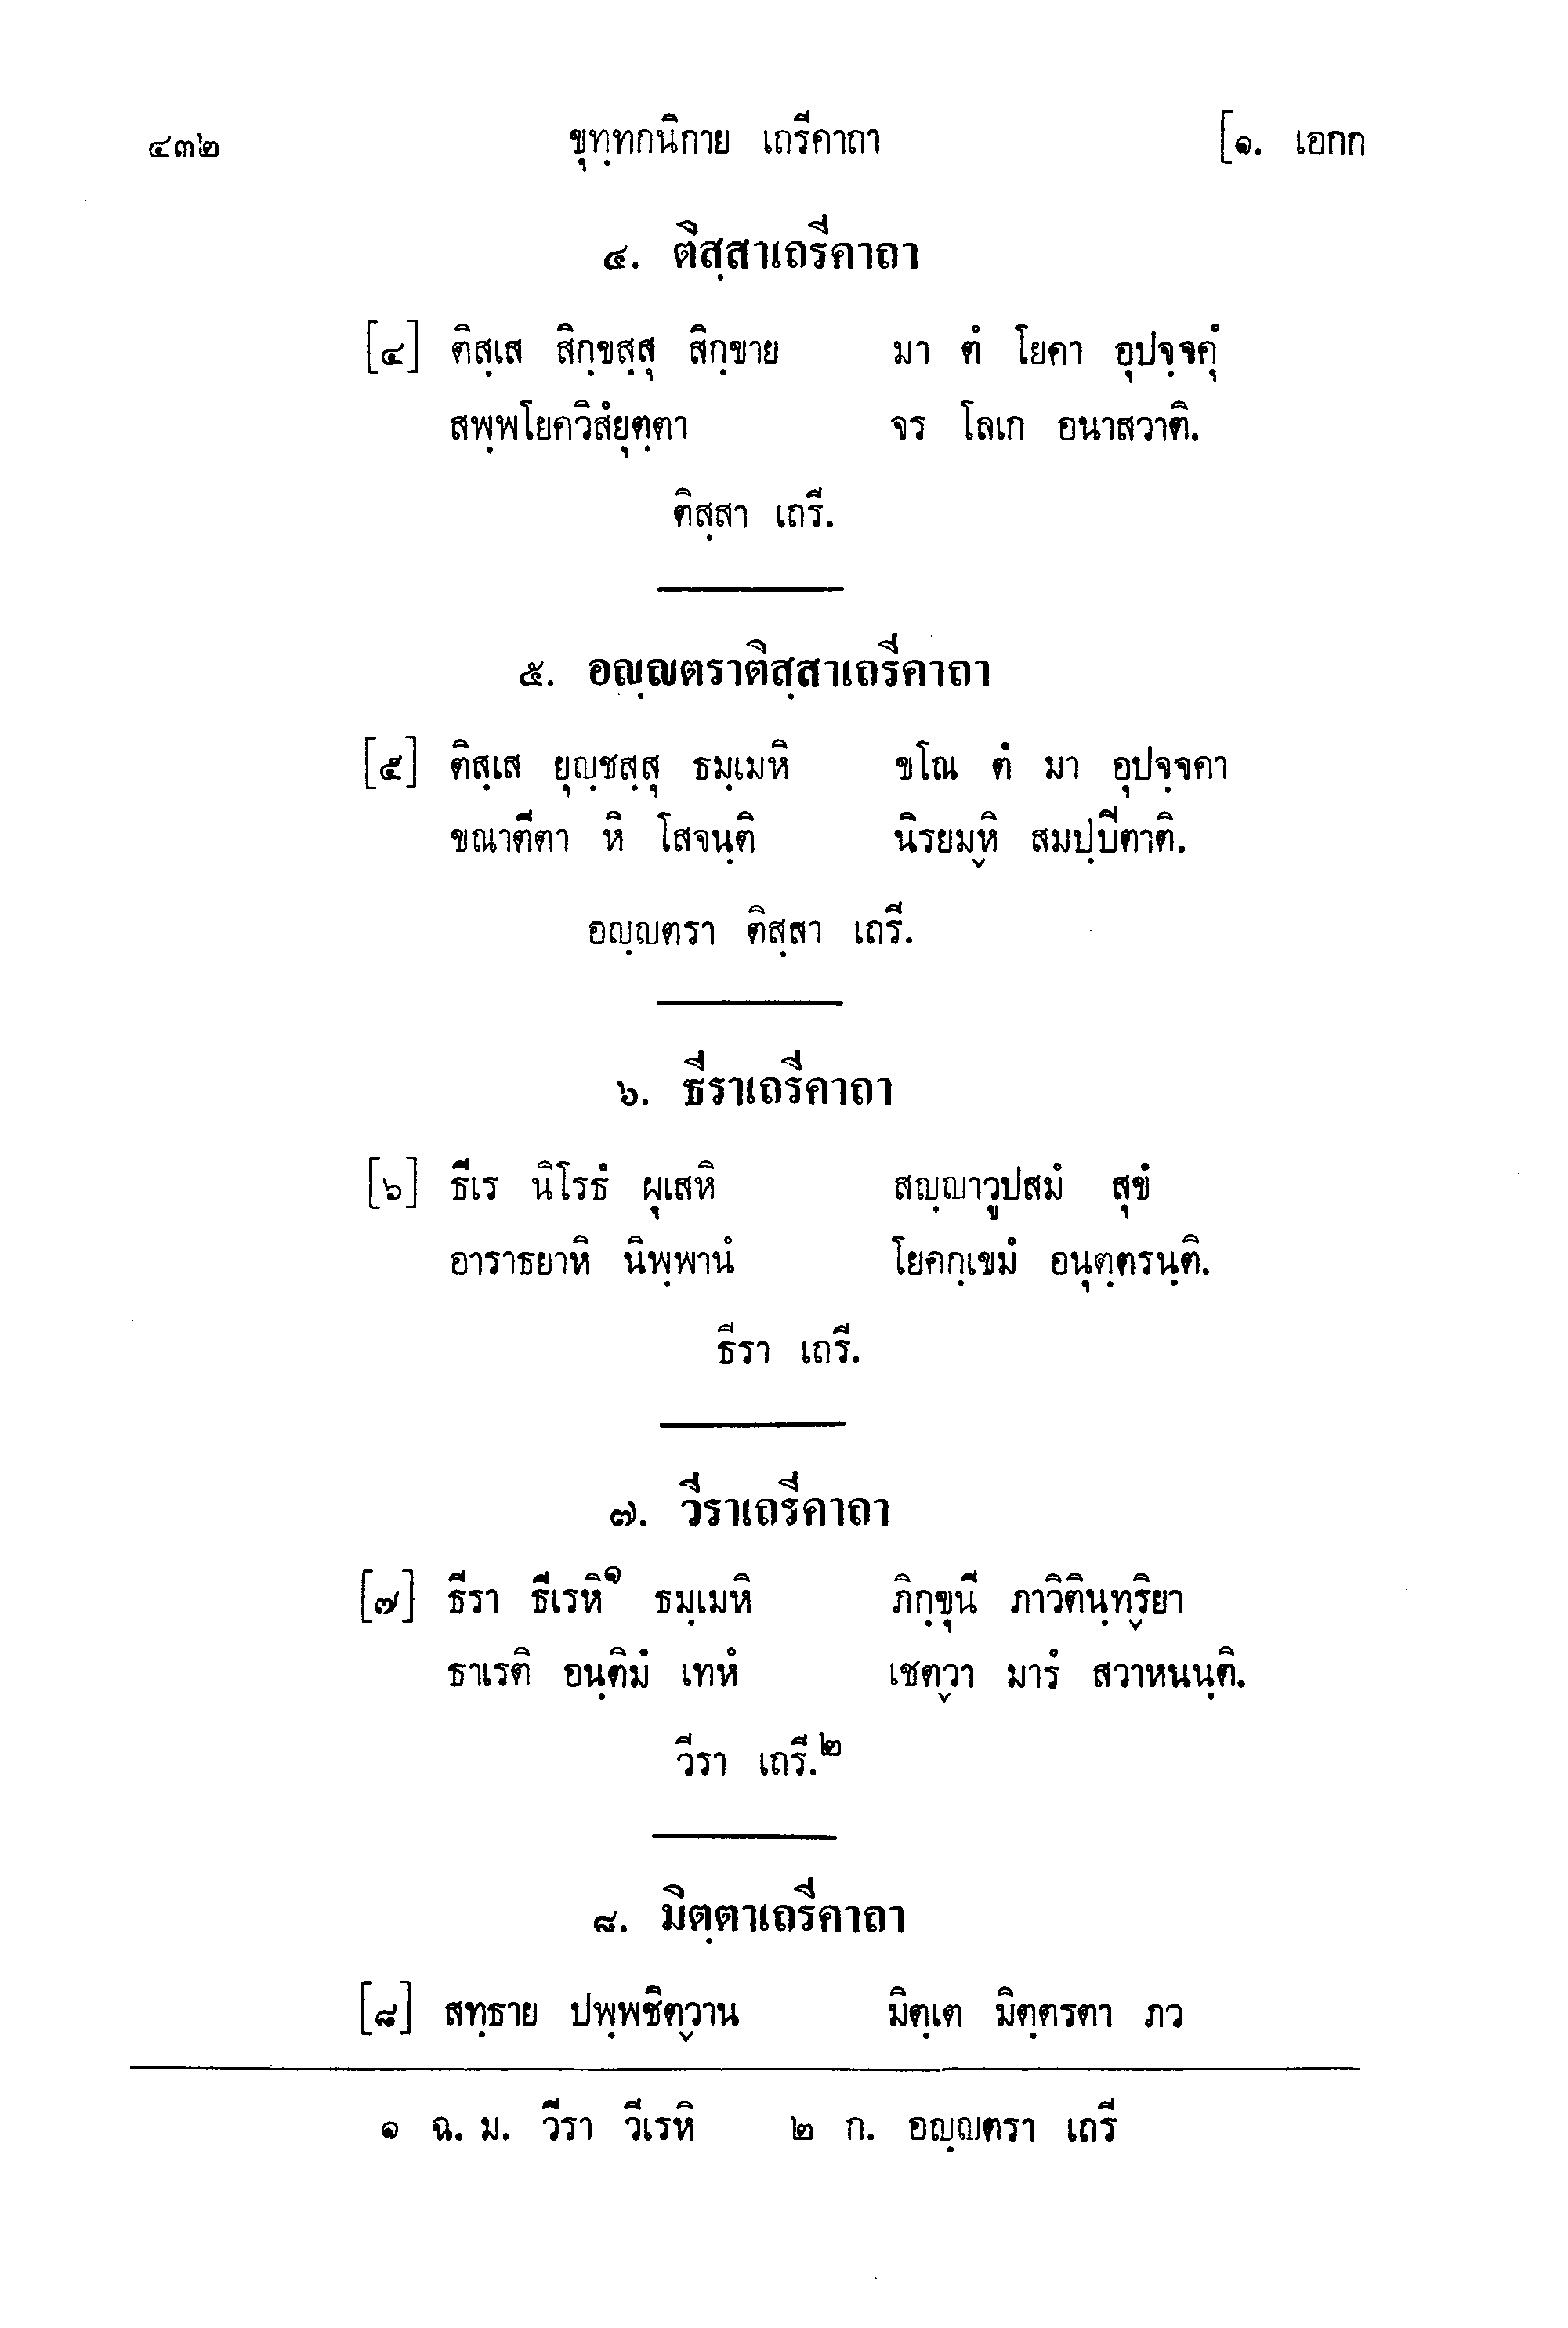 ๔๓๒ ขุทฺทกนิกาย เถรีคาถา [๑. เอกก
๔. ติสฺสาเถรีคาถา
[๔] ติสฺเส สิกฺขสฺสุ สิกฺขาย มา ตํ โยคา อุปจฺจคุํ
สพฺพโยควิสํยุตฺตา จร โลเก อนาสวาติ.
ติสฺสา เถรี.
๕. อญฺญตราติสฺสาเถรีคาถา
[๕] ติสฺเส ยุญฺชสฺสุ ธมฺเมหิ ขโณ ตํ มา อุปจฺจคา
ขณาตีตา หิ โสจนฺติ นิรยมฺหิ สมปฺปิตาติ.
อญฺญตรา ติสฺสา เถรี.
๖. ธีราเถรีคาถา
[๖] ธีเร นิโรธํ ผุเสหิ สญฺญาวูปสมํ สุขํ
อาราธยาหิ นิพฺพานํ โยคกฺเขมํ อนุตฺตรนฺติ.
ธีรา เถรี.
๗. วีราเถรีคาถา
[๗] ธีรา ธีเรหิ๑ ธมฺเมหิ ภิกฺขุนี ภาวิตินฺทฺริยา
ธาเรติ อนฺติมํ เทหํ เชตฺวา มารํ สวาหนนฺติ.
วีรา เถรี.๒
๘. มิตฺตาเถรีคาถา
[๘] สทฺธาย ปพฺพชิตฺวาน มิตฺเต มิตฺตรตา ภว
๑ ฉ. ม. วีรา วีเรหิ ๒ ก. อญฺญตรา เถรี